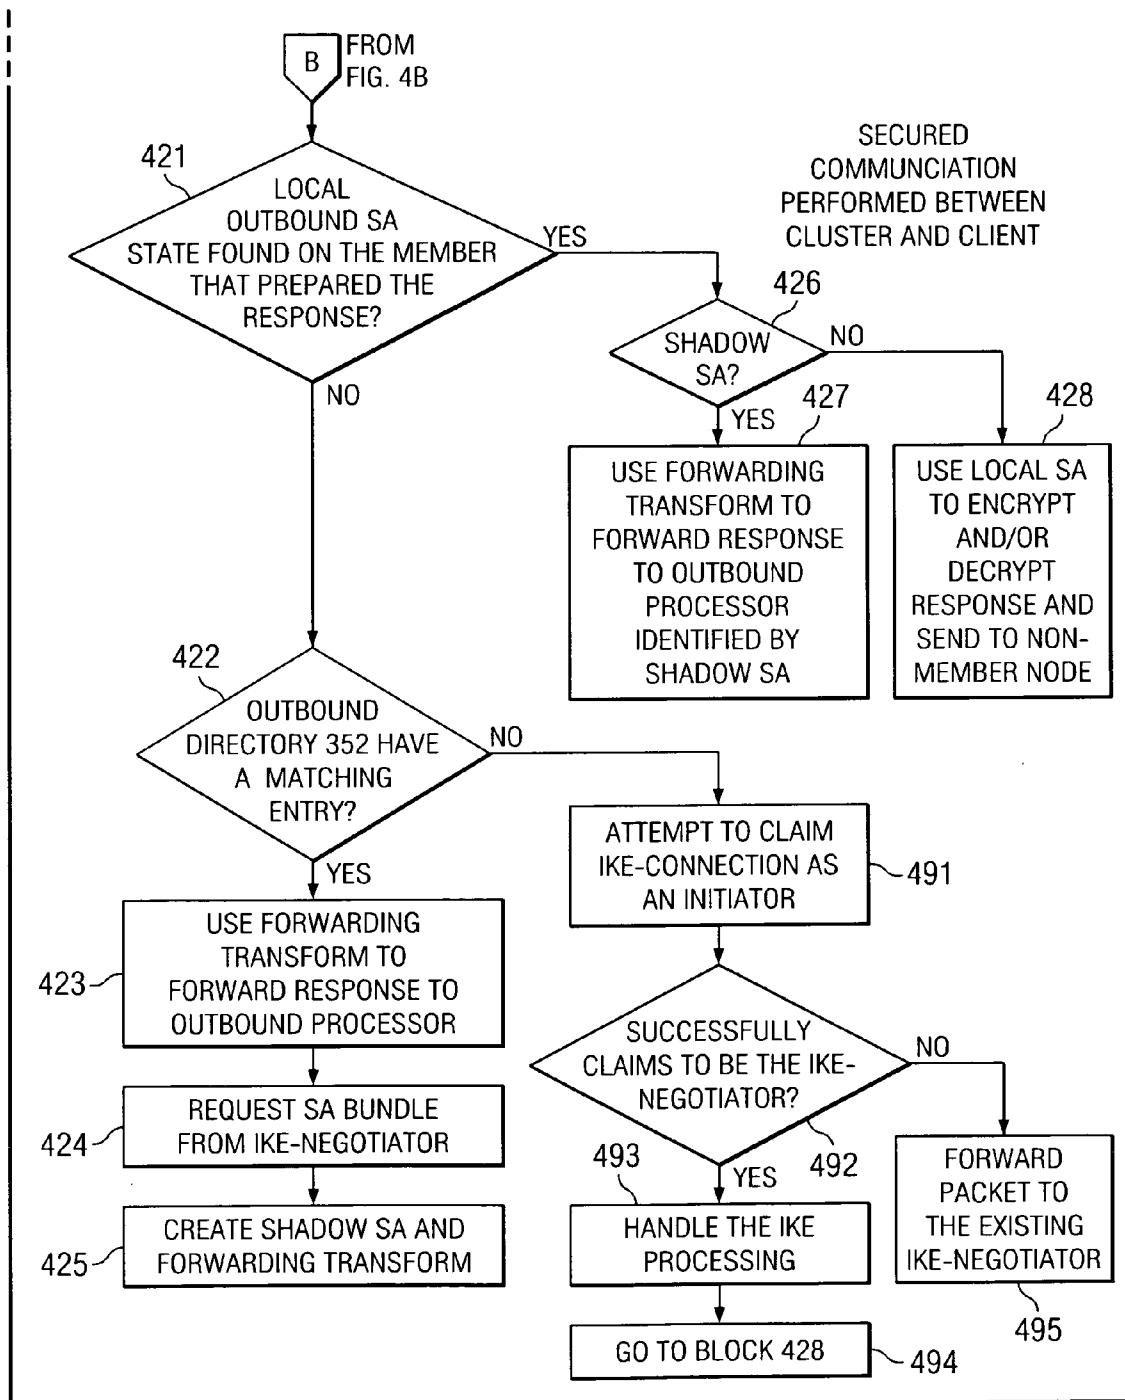 B
FROM
FIG. 4B
SECURED
COMMUNCIATION
PERFORMED BETWEEN
CLUSTER AND CLIENT
421
LOCAL
OUTBOUND SA
STATE FOUND ON THE MEMBER
THAT PREPARED THE
RESPONSE?
YES
NO
426
SHADOW
SA?
NO
YES
427
USE FORWARDING
TRANSFORM TO
FORWARD RESPONSE
TO OUTBOUND
PROCESSOR
IDENTIFIED BY
SHADOW SA
428
USE LOCAL SA
TO ENCRYPT
AND/OR
DECRYPT
RESPONSE AND
SEND TO NON-
MEMBER NODE
422
OUTBOUND
DIRECTORY 352 HAVE
A MATCHING
ENTRY?
NO
YES
423
USE FORWARDING
TRANSFORM TO
FORWARD RESPONSE TO
OUTBOUND PROCESSOR
424
REQUEST SA BUNDLE
FROM IKE-NEGOTIATOR
425
CREATE SHADOW SA AND
FORWARDING TRANSFORM
ATTEMPT TO CLAIM
IKE-CONNECTION AS
AN INITIATOR
491
SUCCESSFULLY
CLAIMS TO BE THE IKE-
NEGOTIATOR?
492
NO
YES
493
HANDLE THE IKE
PROCESSING
GO TO BLOCK 428
494
FORWARD
PACKET TO
THE EXISTING
IKE-NEGOTIATOR
495